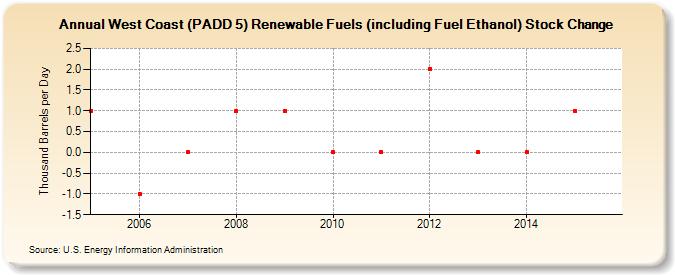 Annual West Coast (PADD 5) Renewable Fuels (including Fuel Ethanol) Stock Change
Thousand Barrels per Day
2.5
2.0
1.5
1.0
0.5
0.0
-0.5
-1.0
-1.5
2006 2008 2010 2012 2014
Source: U.S. Energy Information Administration